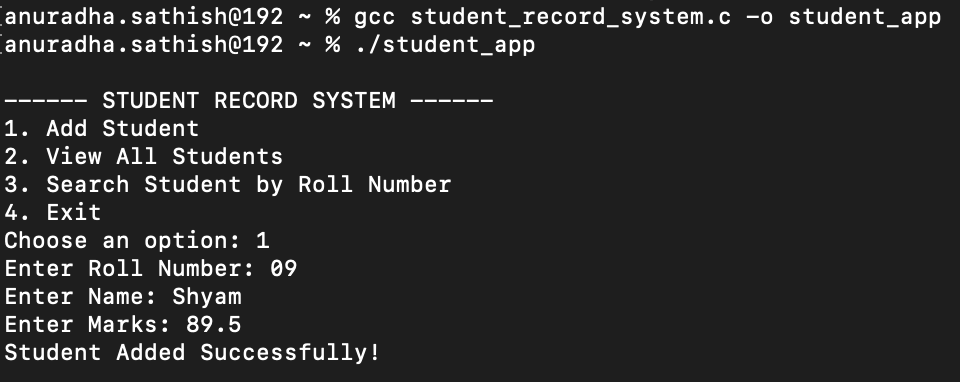 [anuradha.sathish@192 ~ % gcc student_record_system.c -o student_app
[anuradha.sathish@192 ~ % ./student_app
------ STUDENT RECORD SYSTEM ------
1. Add Student
2. View All Students
3. Search Student by Roll Number
4. Exit
Choose an option: 1
Enter Roll Number: 09
Enter Name: Shyam
Enter Marks: 89.5
Student Added Successfully!